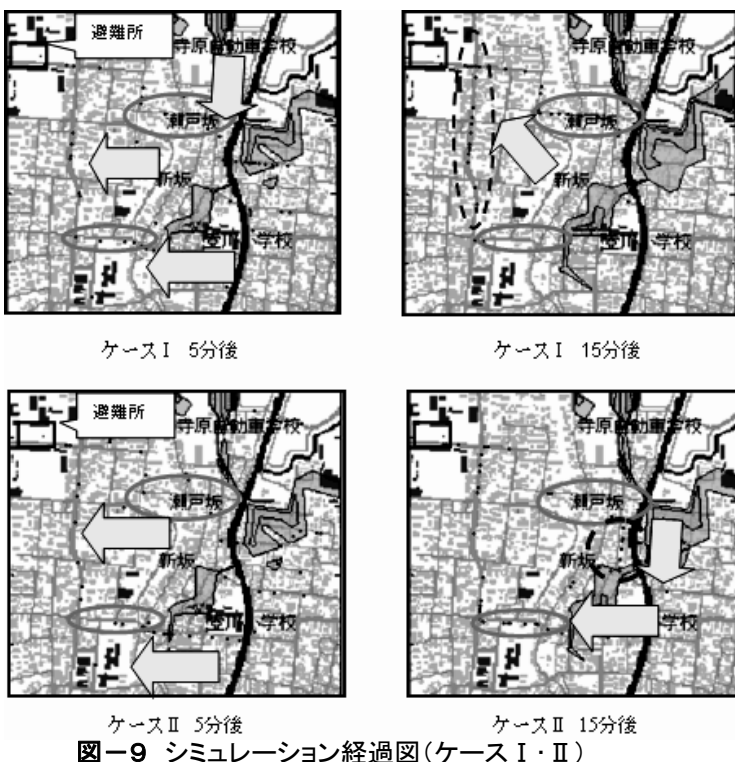 避難所
寺原自動車学校
瀬戸坂
新坂
学校
ケースⅠ 5分後
寺原自動車学校
瀬戸坂
新坂
学校
ケースⅠ 15分後
避難所
寺原自動車学校
瀬戸坂
新坂
学校
ケースⅡ 5分後
寺原自動車学校
瀬戸坂
新坂
学校
ケースⅡ 15分後
図-9 シミュレーション経過図(ケースⅠ・Ⅱ)